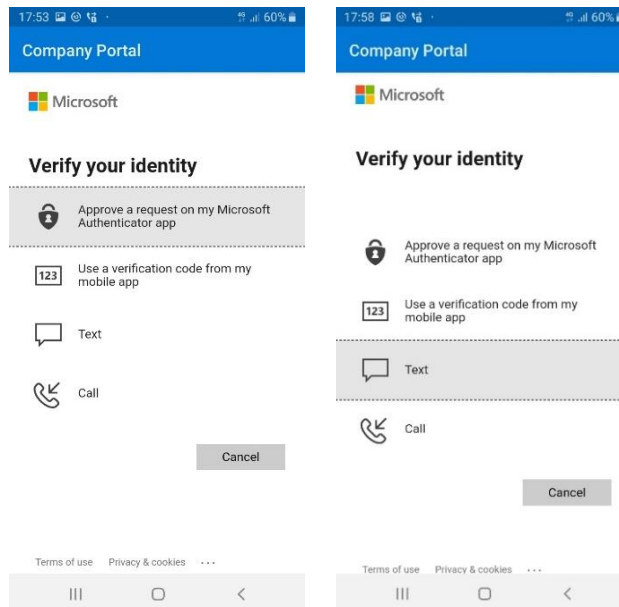 17:53
4G
60%
Company Portal
Microsoft
Verify your identity
Approve a request on my Microsoft
Authenticator app
123
Use a verification code from my
mobile app
Text
Call
Cancel
Terms of use Privacy & cookies ...
17:58
4G
60%
Company Portal
Microsoft
Verify your identity
Approve a request on my Microsoft
Authenticator app
123
Use a verification code from my
mobile app
Text
Call
Cancel
Terms of use Privacy & cookies ...